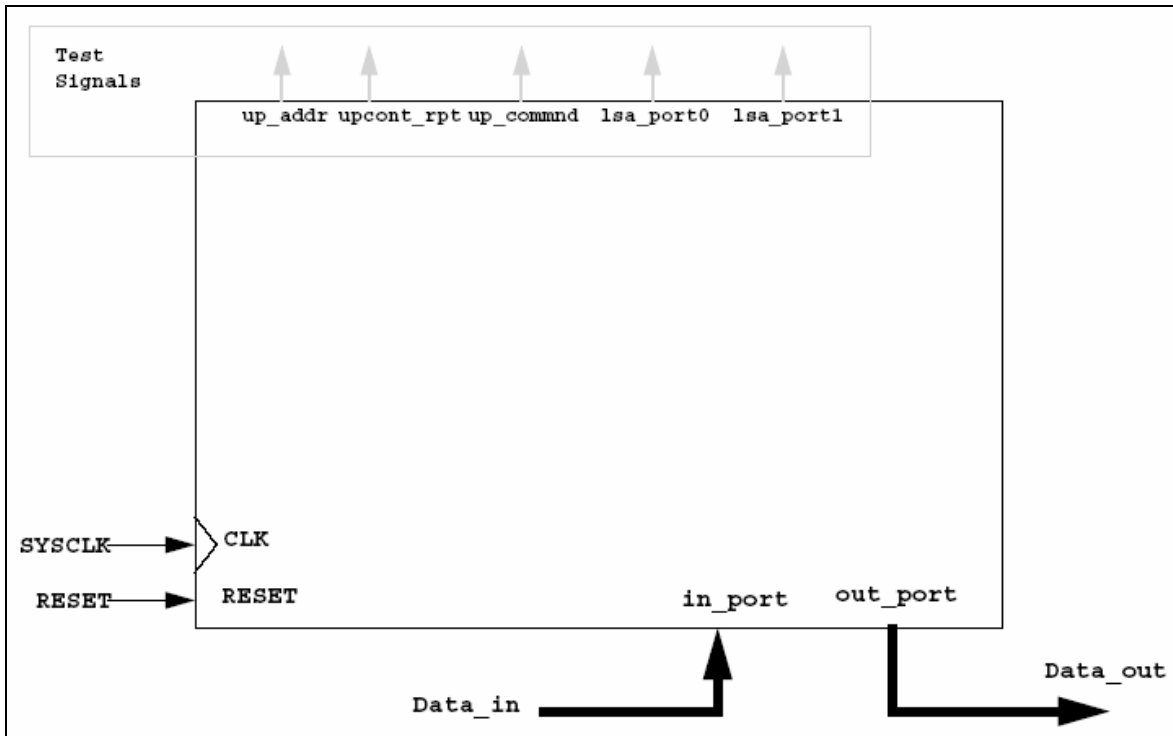 Test
Signals
up_addr upcont_rpt up_commnd lsa_port0 lsa_port1
SYSCLK CLK
RESET RESET
in_port out_port
Data_out
Data_in